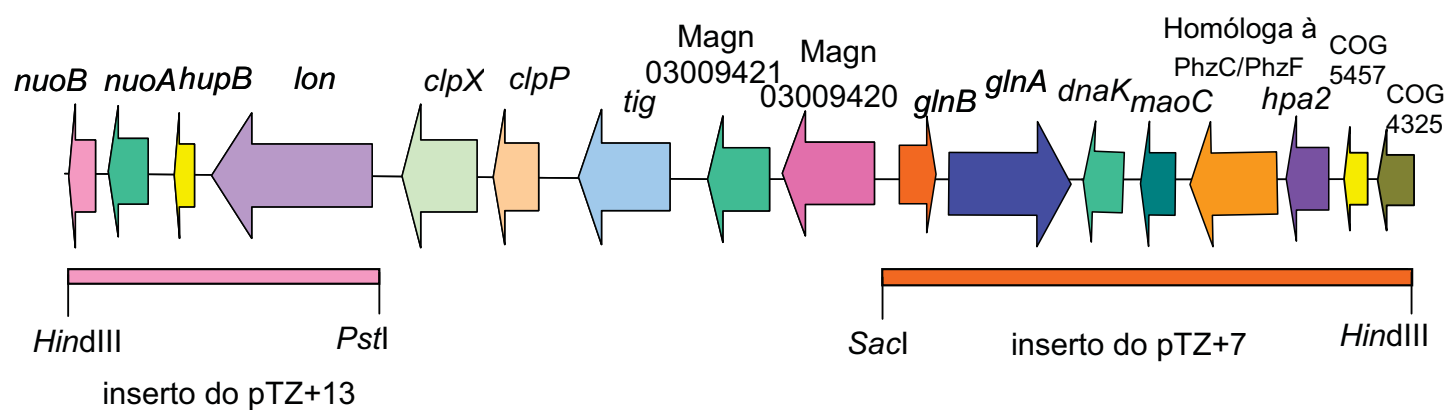 nuoB
nuoA
hupB
lon
clpX
clpP
tig
Magn
03009421
Magn
03009420
glnB
glnA
dnaK
maoC
Homóloga à
PhzC/PhzF
hpa2
COG
5457
COG
4325
HindIII
PstI
inserto do pTZ+13
SacI
inserto do pTZ+7
HindIII